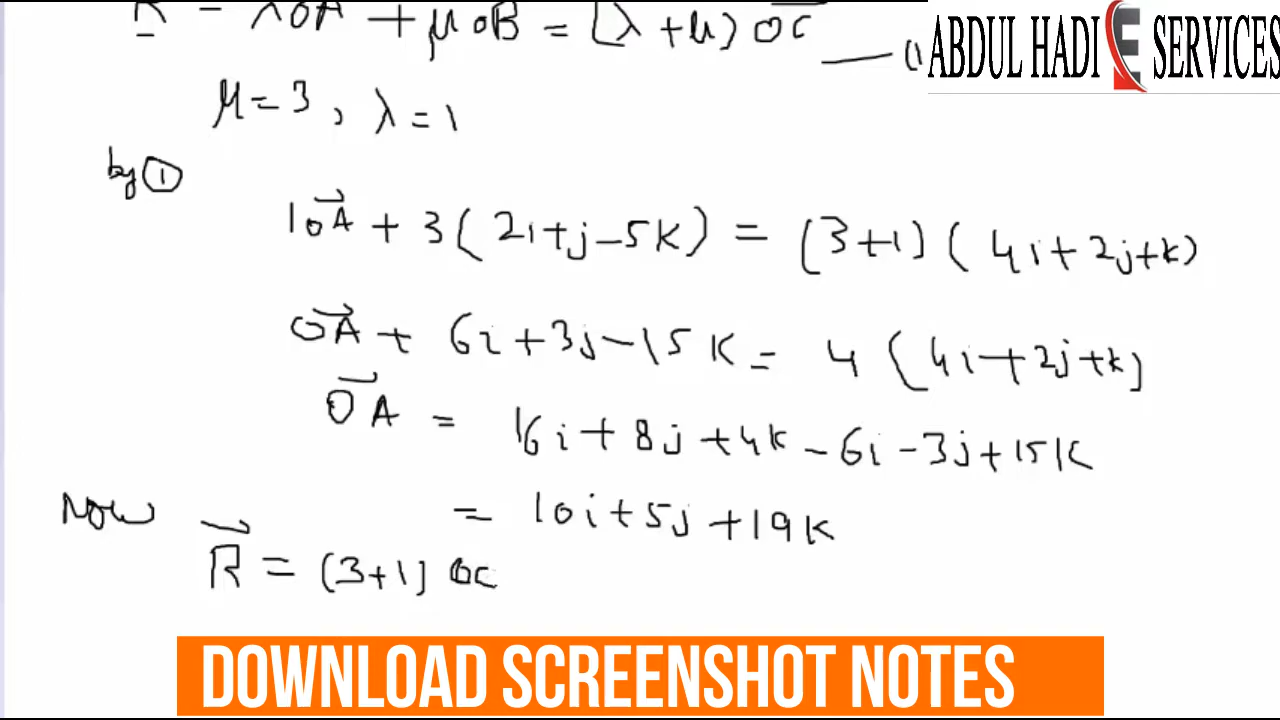 R = λOA + μOB = (λ+μ) OC — (1
ABDUL HADI E SERVICES
μ=3, λ=1
by ①
1OA + 3(2i+j-5k) = (3+1)(4i+2j+k)
OA + 6i+3j-15k = 4(4i+2j+k)
OA = 16i+8j+4k-6i-3j+15k
= 10i+5j+19k
Now
R = (3+1) OC
DOWNLOAD SCREENSHOT NOTES